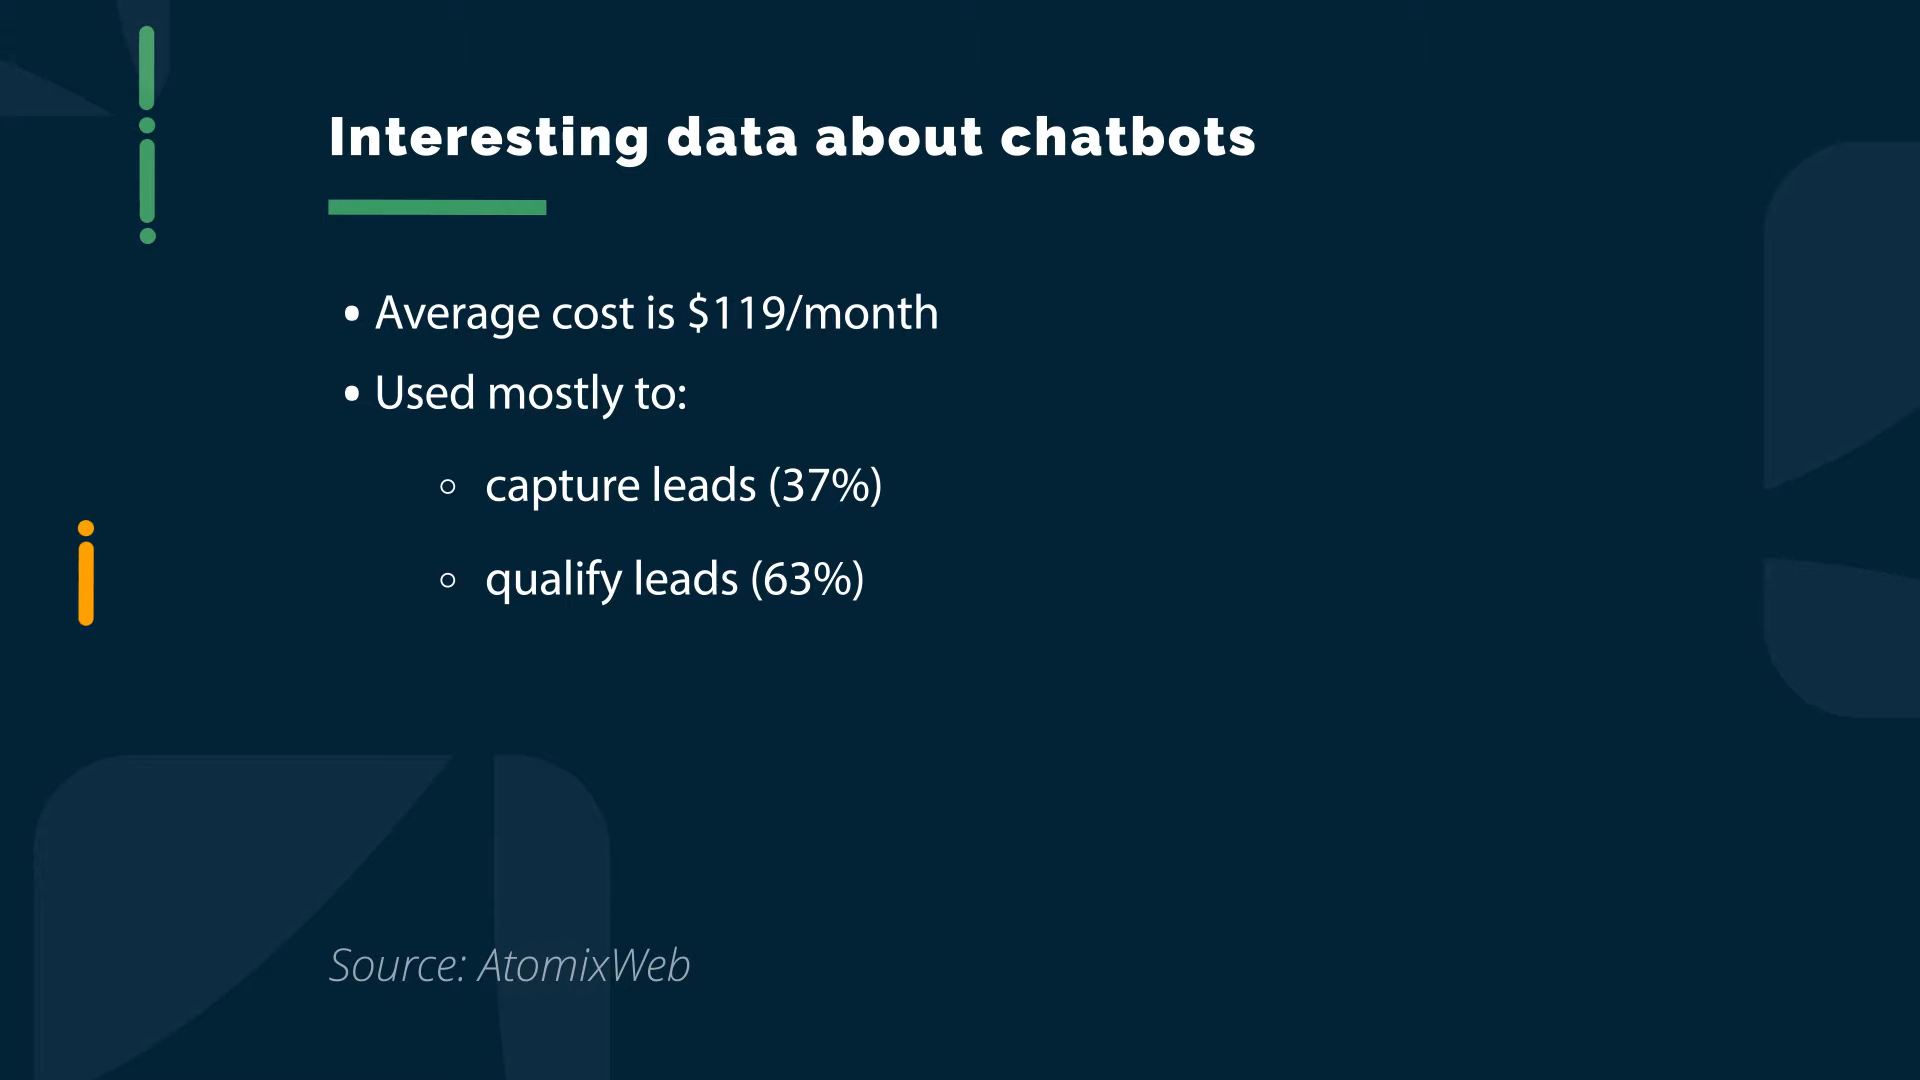 Interesting data about chatbots
• Average cost is $119/month
• Used mostly to:
○ capture leads (37%)
○ qualify leads (63%)
Source: AtomixWeb